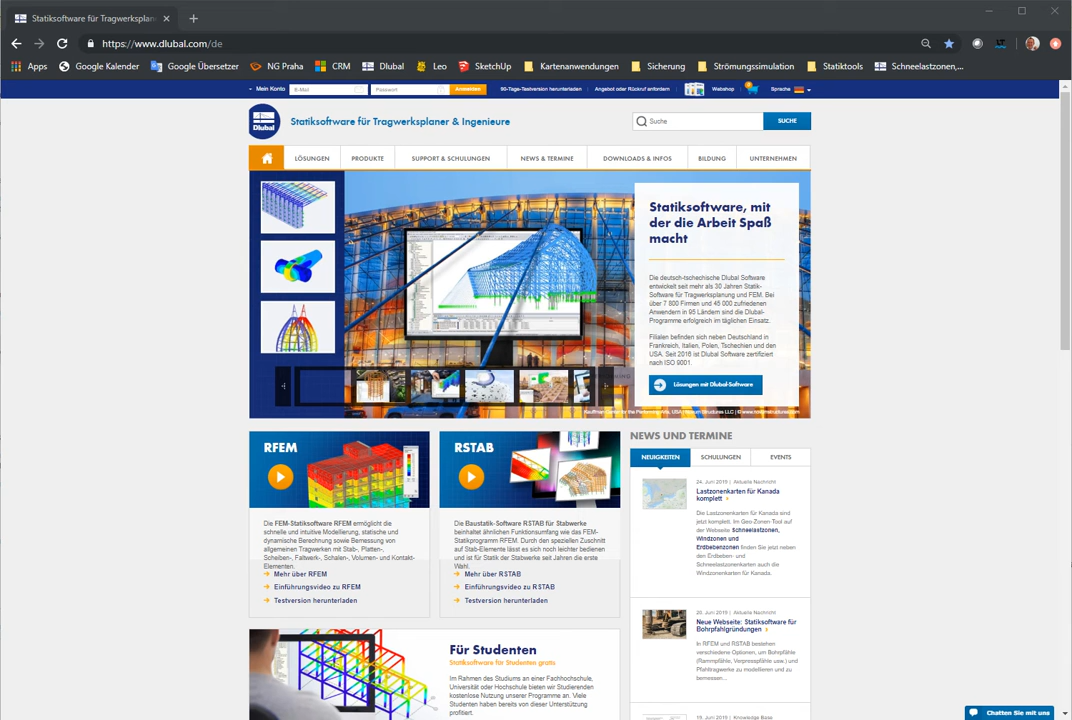 Statiksoftware für Tragwerksplan
https://www.dlubal.com/de
Apps Google Kalender Google Übersetzer NG Praha CRM Dlubal Leo SketchUp Kartenanwendungen Sicherung Strömungssimulation Statiktools Schneelastzonen,...
Mein Konto E-Mail Passwort Anmelden 90-Tage-Testversion herunterladen Angebot oder Rückruf anfordern Webshop Sprache
Dlubal
Statiksoftware für Tragwerksplaner & Ingenieure
Suche SUCHE
LÖSUNGEN PRODUKTE SUPPORT & SCHULUNGEN NEWS & TERMINE DOWNLOADS & INFOS BILDUNG UNTERNEHMEN
Statiksoftware, mit
der die Arbeit Spaß
macht
Die deutsch-tschechische Dlubal Software
entwickelt seit mehr als 30 Jahren Statik-
Software für Tragwerksplanung und FEM. Bei
über 7 800 Firmen und 45 000 zufriedenen
Anwendern in 95 Ländern sind die Dlubal-
Programme erfolgreich im täglichen Einsatz.
Filialen befinden sich neben Deutschland in
Frankreich, Italien, Polen, Tschechien und den
USA. Seit 2016 ist Dlubal Software zertifiziert
nach ISO 9001.
Lösungen mit Dlubal-Software
RFEM
Die FEM-Statiksoftware RFEM ermöglicht die
schnelle und intuitive Modellierung, statische und
dynamische Berechnung sowie Bemessung von
allgemeinen Tragwerken mit Stab-, Platten-,
Scheiben-, Faltwerk-, Schalen-, Volumen- und Kontakt-
Elementen.
Mehr über RFEM
Einführungsvideo zu RFEM
Testversion herunterladen
RSTAB
Die Baustatik-Software RSTAB für Stabwerke
beinhaltet ähnlichen Funktionsumfang wie das FEM-
Statikprogramm RFEM. Durch den speziellen Zuschnitt
auf Stab-Elemente lässt es sich noch leichter bedienen
und ist für Statik der Stabwerke seit Jahren die erste
Wahl.
Mehr über RSTAB
Einführungsvideo zu RSTAB
Testversion herunterladen
NEWS UND TERMINE
NEUIGKEITEN SCHULUNGEN EVENTS
24. Juni 2019 | Aktuelle Nachricht
Lastzonenkarten für Kanada
komplett
Die Lastzonenkarten für Kanada sind
jetzt komplett. Im Geo-Zonen-Tool auf
der Webseite Schneelastzonen,
Windzonen und
Erdbebenzonen finden Sie jetzt neben
den Erdbeben- und
Schneelastzonenkarten auch die
Windzonenkarten für Kanada.
20. Juni 2019 | Aktuelle Nachricht
Neue Webseite: Statiksoftware für
Bohrpfahlgründungen
In RFEM und RSTAB bestehen
verschiedene Optionen, um Bohrpfähle
(Rammpfähle, Verpresspfähle usw.) und
Pfahltragwerke zu modellieren und zu
bemessen...
19. Juni 2019 | Knowledge Base
Für Studenten
Statiksoftware für Studenten gratis
Im Rahmen des Studiums an einer Fachhochschule,
Universität oder Hochschule bieten wir Studierenden
kostenlose Nutzung unserer Programme an. Viele
Studenten haben bereits von dieser Unterstützung
profitiert.
Chatten Sie mit uns